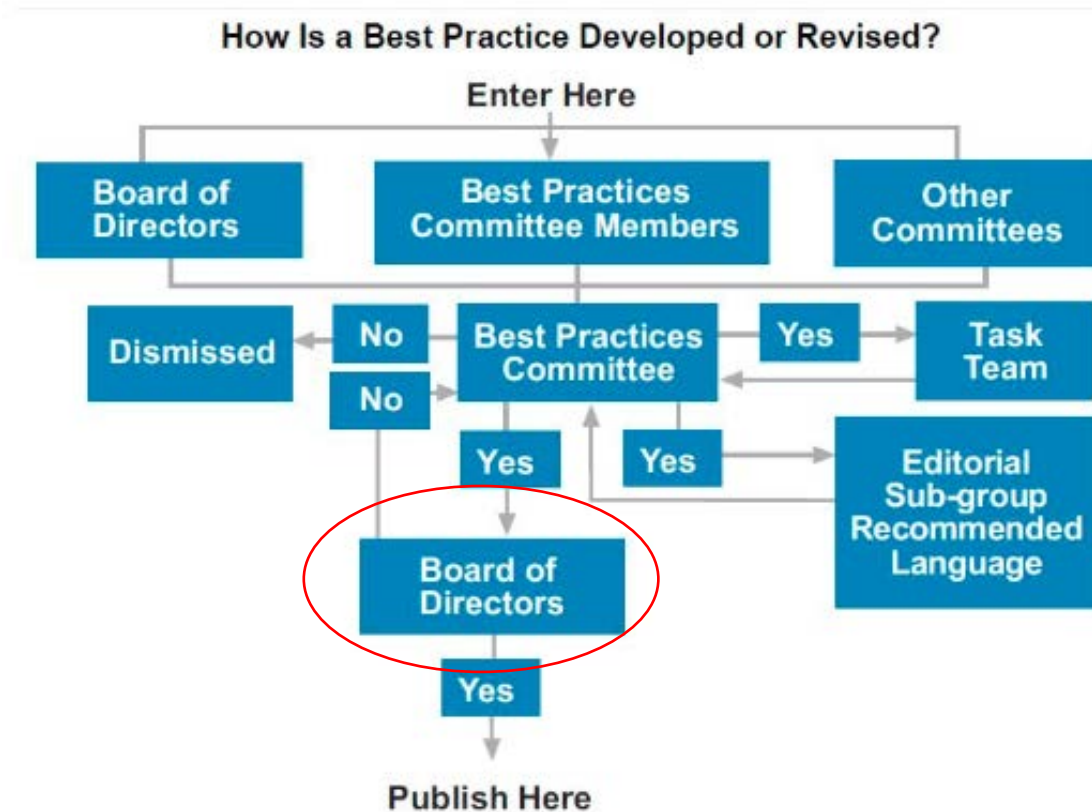 How Is a Best Practice Developed or Revised?
Enter Here
Board of
Directors
Best Practices
Committee Members
Other
Committees
Dismissed
No
Best Practices
Committee
Yes
Task
Team
No
Yes
Yes
Editorial
Sub-group
Recommended
Language
Board of
Directors
Yes
Publish Here